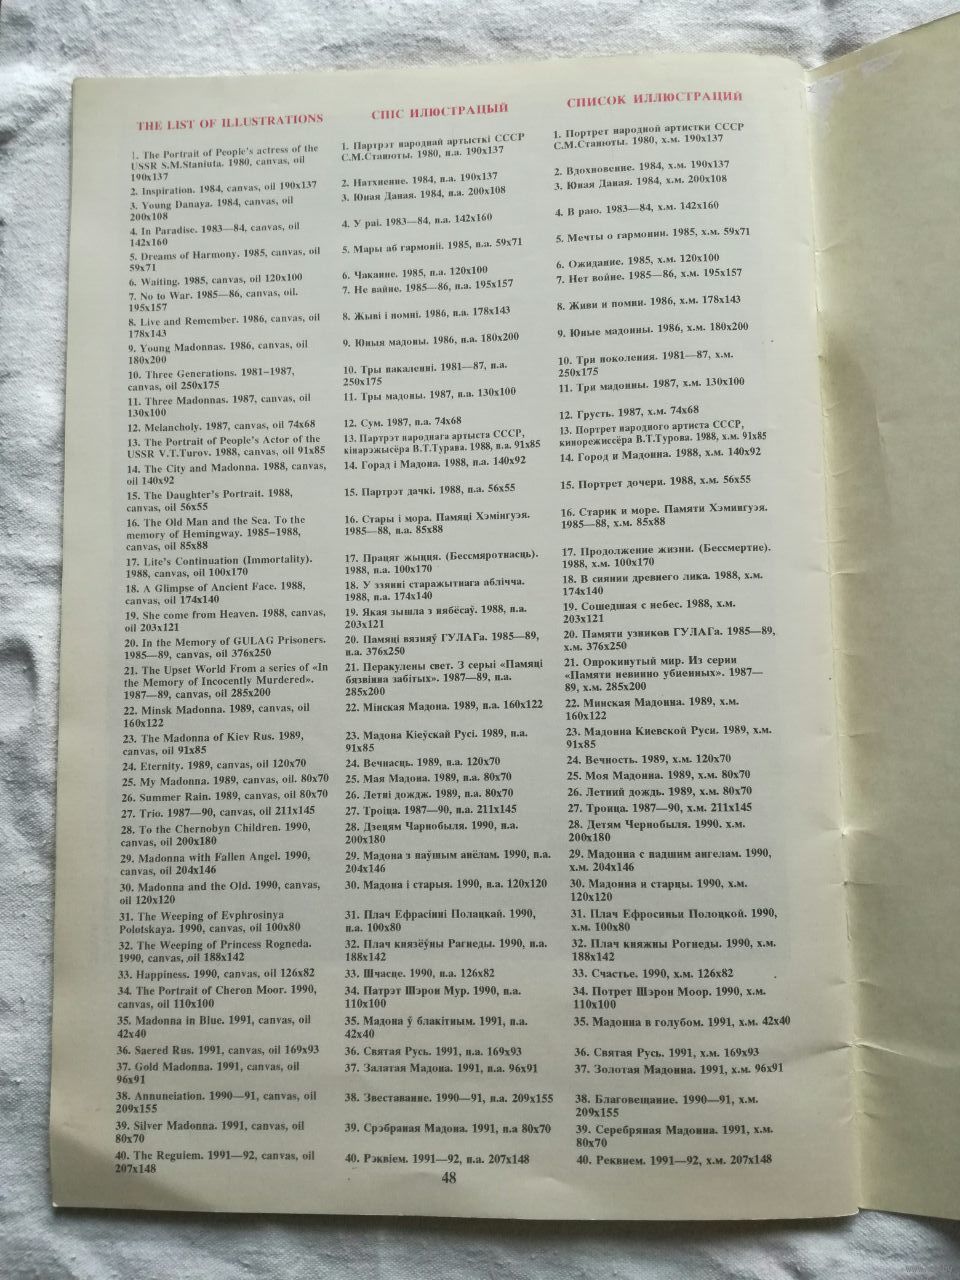 THE LIST OF ILLUSTRATIONS
1. The Portrait of People's actress of the
USSR S.M.Staniuta. 1980, canvas, oil
190x137
2. Inspiration. 1984, canvas, oil 190x137
3. Young Danaya. 1984, canvas, oil
200x108
4. In Paradise. 1983—84, canvas, oil
142x160
5. Dreams of Harmony. 1985, canvas, oil
59x71
6. Waiting. 1985, canvas, oil 120x100
7. No to War. 1985—86, canvas, oil.
195x157
8. Live and Remember. 1986, canvas, oil
178x143
9. Young Madonnas. 1986, canvas, oil
180x200
10. Three Generations. 1981-1987,
canvas, oil 250x175
11. Three Madonnas. 1987, canvas, oil
130x100
12. Melancholy. 1987, canvas, oil 74x68
13. The Portrait of People's Actor of the
USSR V.T.Turov. 1988, canvas, oil 91x85
14. The City and Madonna. 1988, canvas,
oil 140x92
15. The Daughter's Portrait. 1988,
canvas, oil 56x55
16. The Old Man and the Sea. To the
memory of Hemingway. 1985-1988,
canvas, oil 85x88
17. Lite's Continuation (Immortality).
1988, canvas, oil 100x170
18. A Glimpse of Ancient Face. 1988,
canvas, oil 174x140
19. She come from Heaven. 1988, canvas,
oil 203x121
20. In the Memory of GULAG Prisoners.
1985—89, canvas, oil 376x250
21. The Upset World From a series of «In
the Memory of Incocently Murdered».
1987—89, canvas, oil 285x200
22. Minsk Madonna. 1989, canvas, oil
160x122
23. The Madonna of Kiev Rus. 1989,
canvas, oil 91x85
24. Eternity. 1989, canvas, oil 120x70
25. My Madonna. 1989, canvas, oil. 80x70
26. Summer Rain. 1989, canvas, oil 80x70
27. Trio. 1987—90, canvas, oil 211x145
28. To the Chernobyn Children. 1990,
canvas, oil 200x180
29. Madonna with Fallen Angel. 1990,
canvas, oil 204x146
30. Madonna and the Old. 1990, canvas,
oil 120x120
31. The Weeping of Evphrosinya
Polotskaya. 1990, canvas, oil 100x80
32. The Weeping of Princess Rogneda.
1990, canvas, oil 188x142
33. Happiness. 1990, canvas, oil 126x82
34. The Portrait of Cheron Moor. 1990,
canvas, oil 110x100
35. Madonna in Blue. 1991, canvas, oil
42x40
36. Saered Rus. 1991, canvas, oil 169x93
37. Gold Madonna. 1991, canvas, oil
96x91
38. Annunciation. 1990—91, canvas, oil
209x155
39. Silver Madonna. 1991, canvas, oil
80x70
40. The Reguiem. 1991—92, canvas, oil
207x148
СПІС ИЛЮСТРАЦЫЙ
1. Партрэт народнай артысткі СССР
С.М.Станюты. 1980, п.а. 190x137
2. Натхненне. 1984, п.а. 190x137
3. Юная Даная. 1984, п.а. 200x108
4. У раі. 1983—84, п.а. 142x160
5. Мары аб гармоніі. 1985, п.а. 59x71
6. Чаканне. 1985, п.а. 120x100
7. Не вайне. 1985—86, п.а. 195x157
8. Жыві і помні. 1986, п.а. 178x143
9. Юныя мадоны. 1986, п.а. 180x200
10. Тры пакаленні. 1981—87, п.а.
250x175
11. Тры мадоны. 1987, п.а. 130x100
12. Сум. 1987, п.а. 74x68
13. Партрэт народнага артыста СССР,
кінарэжысёра В.Т.Турава. 1988, п.а. 91x85
14. Горад і Мадона. 1988, п.а. 140x92
15. Партрэт дачкі. 1988, п.а. 56x55
16. Стары і мора. Памяці Хэмінгуэя.
1985—88, п.а. 85x88
17. Працяг жыцця. (Бессмяротнасць).
1988, п.а. 100x170
18. У ззянні старажытнага аблічча.
1988, п.а. 174x140
19. Якая зышла з нябёсаў. 1988, п.а.
203x121
20. Памяці вязняў ГУЛАГа. 1985—89,
п.а. 376x250
21. Перакулены свет. З серыі «Памяці
бязвінна забітых». 1987—89, п.а.
285x200
22. Мінская Мадона. 1989, п.а. 160x122
23. Мадона Кіеўскай Русі. 1989, п.а.
91x85
24. Вечнасць. 1989, п.а. 120x70
25. Мая Мадона. 1989, п.а. 80x70
26. Летні дождж. 1989, п.а. 80x70
27. Троіца. 1987—90, п.а. 211x145
28. Дзецям Чарнобыля. 1990, п.а.
200x180
29. Мадона з паўшым анёлам. 1990, п.а.
204x146
30. Мадона і старыя. 1990, п.а. 120x120
31. Плач Ефрасінні Полацкай. 1990,
п.а. 100x80
32. Плач князёўны Рагнеды. 1990, п.а.
188x142
33. Шчасце. 1990, п.а. 126x82
34. Патрэт Шэрон Мур. 1990, п.а.
110x100
35. Мадона ў блакітным. 1991, п.а.
42x40
36. Святая Русь. 1991, п.а. 169x93
37. Залатая Мадона. 1991, п.а. 96x91
38. Звеставанне. 1990—91, п.а. 209x155
39. Срэбраная Мадона. 1991, п.а 80x70
40. Рэквіем. 1991—92, п.а. 207x148
СПИСОК ИЛЛЮСТРАЦИЙ
1. Портрет народной артистки СССР
С.М.Станюты. 1980, х.м. 190x137
2. Вдохновение. 1984, х.м. 190x137
3. Юная Даная. 1984, х.м. 200x108
4. В раю. 1983—84, х.м. 142x160
5. Мечты о гармонии. 1985, х.м. 59x71
6. Ожидание. 1985, х.м. 120x100
7. Нет войне. 1985—86, х.м. 195x157
8. Живи и помни. 1986, х.м. 178x143
9. Юные мадонны. 1986, х.м. 180x200
10. Три поколения. 1981—87, х.м.
250x175
11. Три мадонны. 1987, х.м. 130x100
12. Грусть. 1987, х.м. 74x68
13. Портрет народного артиста СССР,
кинорежиссёра В.Т.Турова. 1988, х.м. 91x85
14. Город и Мадонна. 1988, х.м. 140x92
15. Портрет дочери. 1988, х.м. 56x55
16. Старик и море. Памяти Хэмингуэя.
1985—88, х.м. 85x88
17. Продолжение жизни. (Бессмертие).
1988, х.м. 100x170
18. В сиянии древнего лика. 1988, х.м.
174x140
19. Сошедшая с небес. 1988, х.м.
203x121
20. Памяти узников ГУЛАГа. 1985—89,
х.м. 376x250
21. Опрокинутый мир. Из серии
«Памяти невинно убиенных». 1987—
89, х.м. 285x200
22. Минская Мадонна. 1989, х.м.
160x122
23. Мадонна Киевской Руси. 1989, х.м.
91x85
24. Вечность. 1989, х.м. 120x70
25. Моя Мадонна. 1989, х.м. 80x70
26. Летний дождь. 1989, х.м. 80x70
27. Троица. 1987—90, х.м. 211x145
28. Детям Чернобыля. 1990. х.м.
200x180
29. Мадонна с падшим ангелам. 1990,
х.м. 204x146
30. Мадонна и старцы. 1990, х.м.
120x120
31. Плач Ефросиньи Полоцкой. 1990,
х.м. 100x80
32. Плач княжны Рогнеды. 1990, х.м.
188x142
33. Счастье. 1990, х.м. 126x82
34. Потрет Шэрон Моор. 1990, х.м.
110x100
35. Мадонна в голубом. 1991, х.м. 42x40
36. Святая Русь. 1991, х.м. 169x93
37. Золотая Мадонна. 1991, х.м. 96x91
38. Благовещание. 1990—91, х.м.
209x155
39. Серебряная Мадонна. 1991, х.м.
80x70
40. Реквием. 1991—92, х.м. 207x148
48